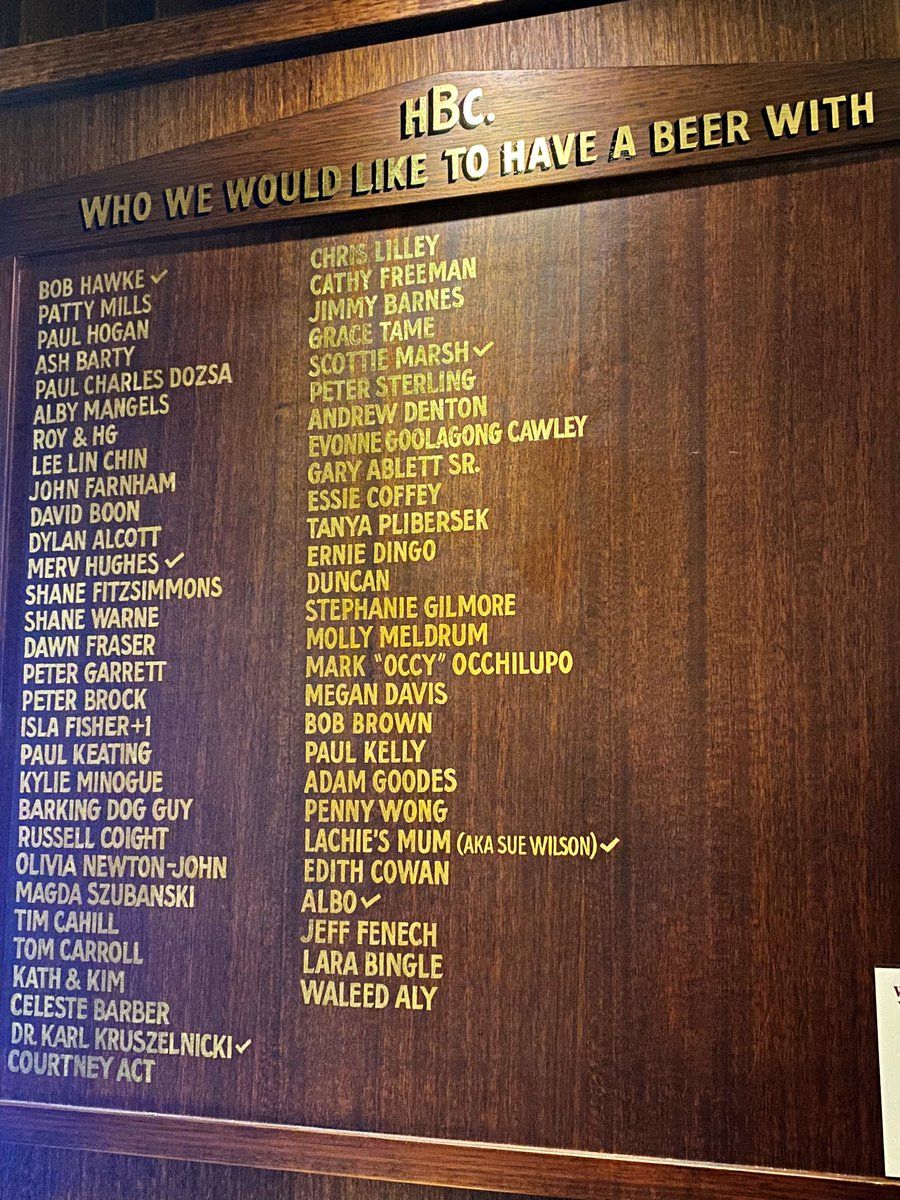 HBC.
WHO WE WOULD LIKE TO HAVE A BEER WITH
BOB HAWKE ✓
PATTY MILLS
PAUL HOGAN
ASH BARTY
PAUL CHARLES DOZSA
ALBY MANGELS
ROY & HG
LEE LIN CHIN
JOHN FARNHAM
DAVID BOON
DYLAN ALCOTT
MERV HUGHES ✓
SHANE FITZSIMMONS
SHANE WARNE
DAWN FRASER
PETER GARRETT
PETER BROCK
ISLA FISHER+1
PAUL KEATING
KYLIE MINOGUE
BARKING DOG GUY
RUSSELL COIGHT
OLIVIA NEWTON-JOHN
MAGDA SZUBANSKI
TIM CAHILL
TOM CARROLL
KATH & KIM
CELESTE BARBER
DR. KARL KRUSZELNICKI ✓
COURTNEY ACT
CHRIS LILLEY
CATHY FREEMAN
JIMMY BARNES
GRACE TAME
SCOTTIE MARSH ✓
PETER STERLING
ANDREW DENTON
EVONNE GOOLAGONG CAWLEY
GARY ABLETT SR.
ESSIE COFFEY
TANYA PLIBERSEK
ERNIE DINGO
DUNCAN
STEPHANIE GILMORE
MOLLY MELDRUM
MARK "OCCY" OCCHILUPO
MEGAN DAVIS
BOB BROWN
PAUL KELLY
ADAM GOODES
PENNY WONG
LACHIE'S MUM (AKA SUE WILSON) ✓
EDITH COWAN
ALBO ✓
JEFF FENECH
LARA BINGLE
WALEED ALY